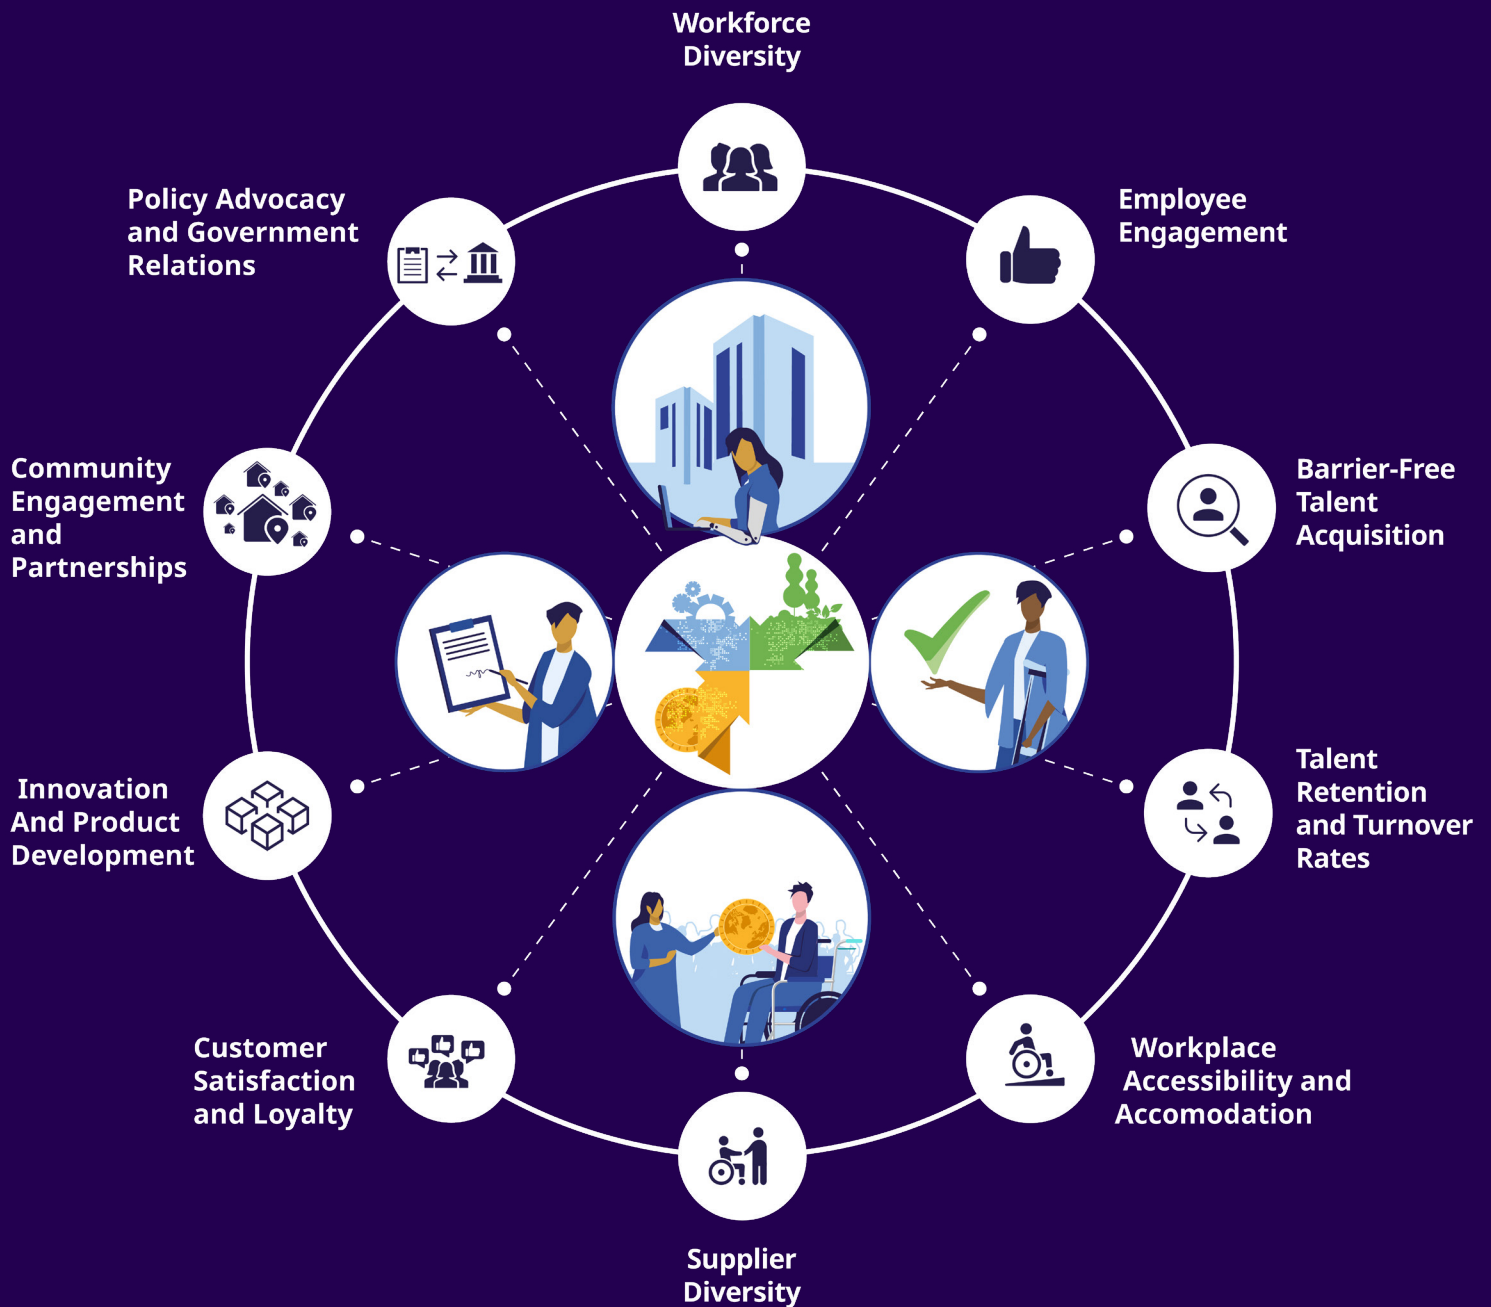 Workforce
Diversity
Employee
Engagement
Barrier-Free
Talent
Acquisition
Talent
Retention
and Turnover
Rates
Workplace
Accessibility and
Accomodation
Supplier
Diversity
Customer
Satisfaction
and Loyalty
Innovation
And Product
Development
Community
Engagement
and
Partnerships
Policy Advocacy
and Government
Relations